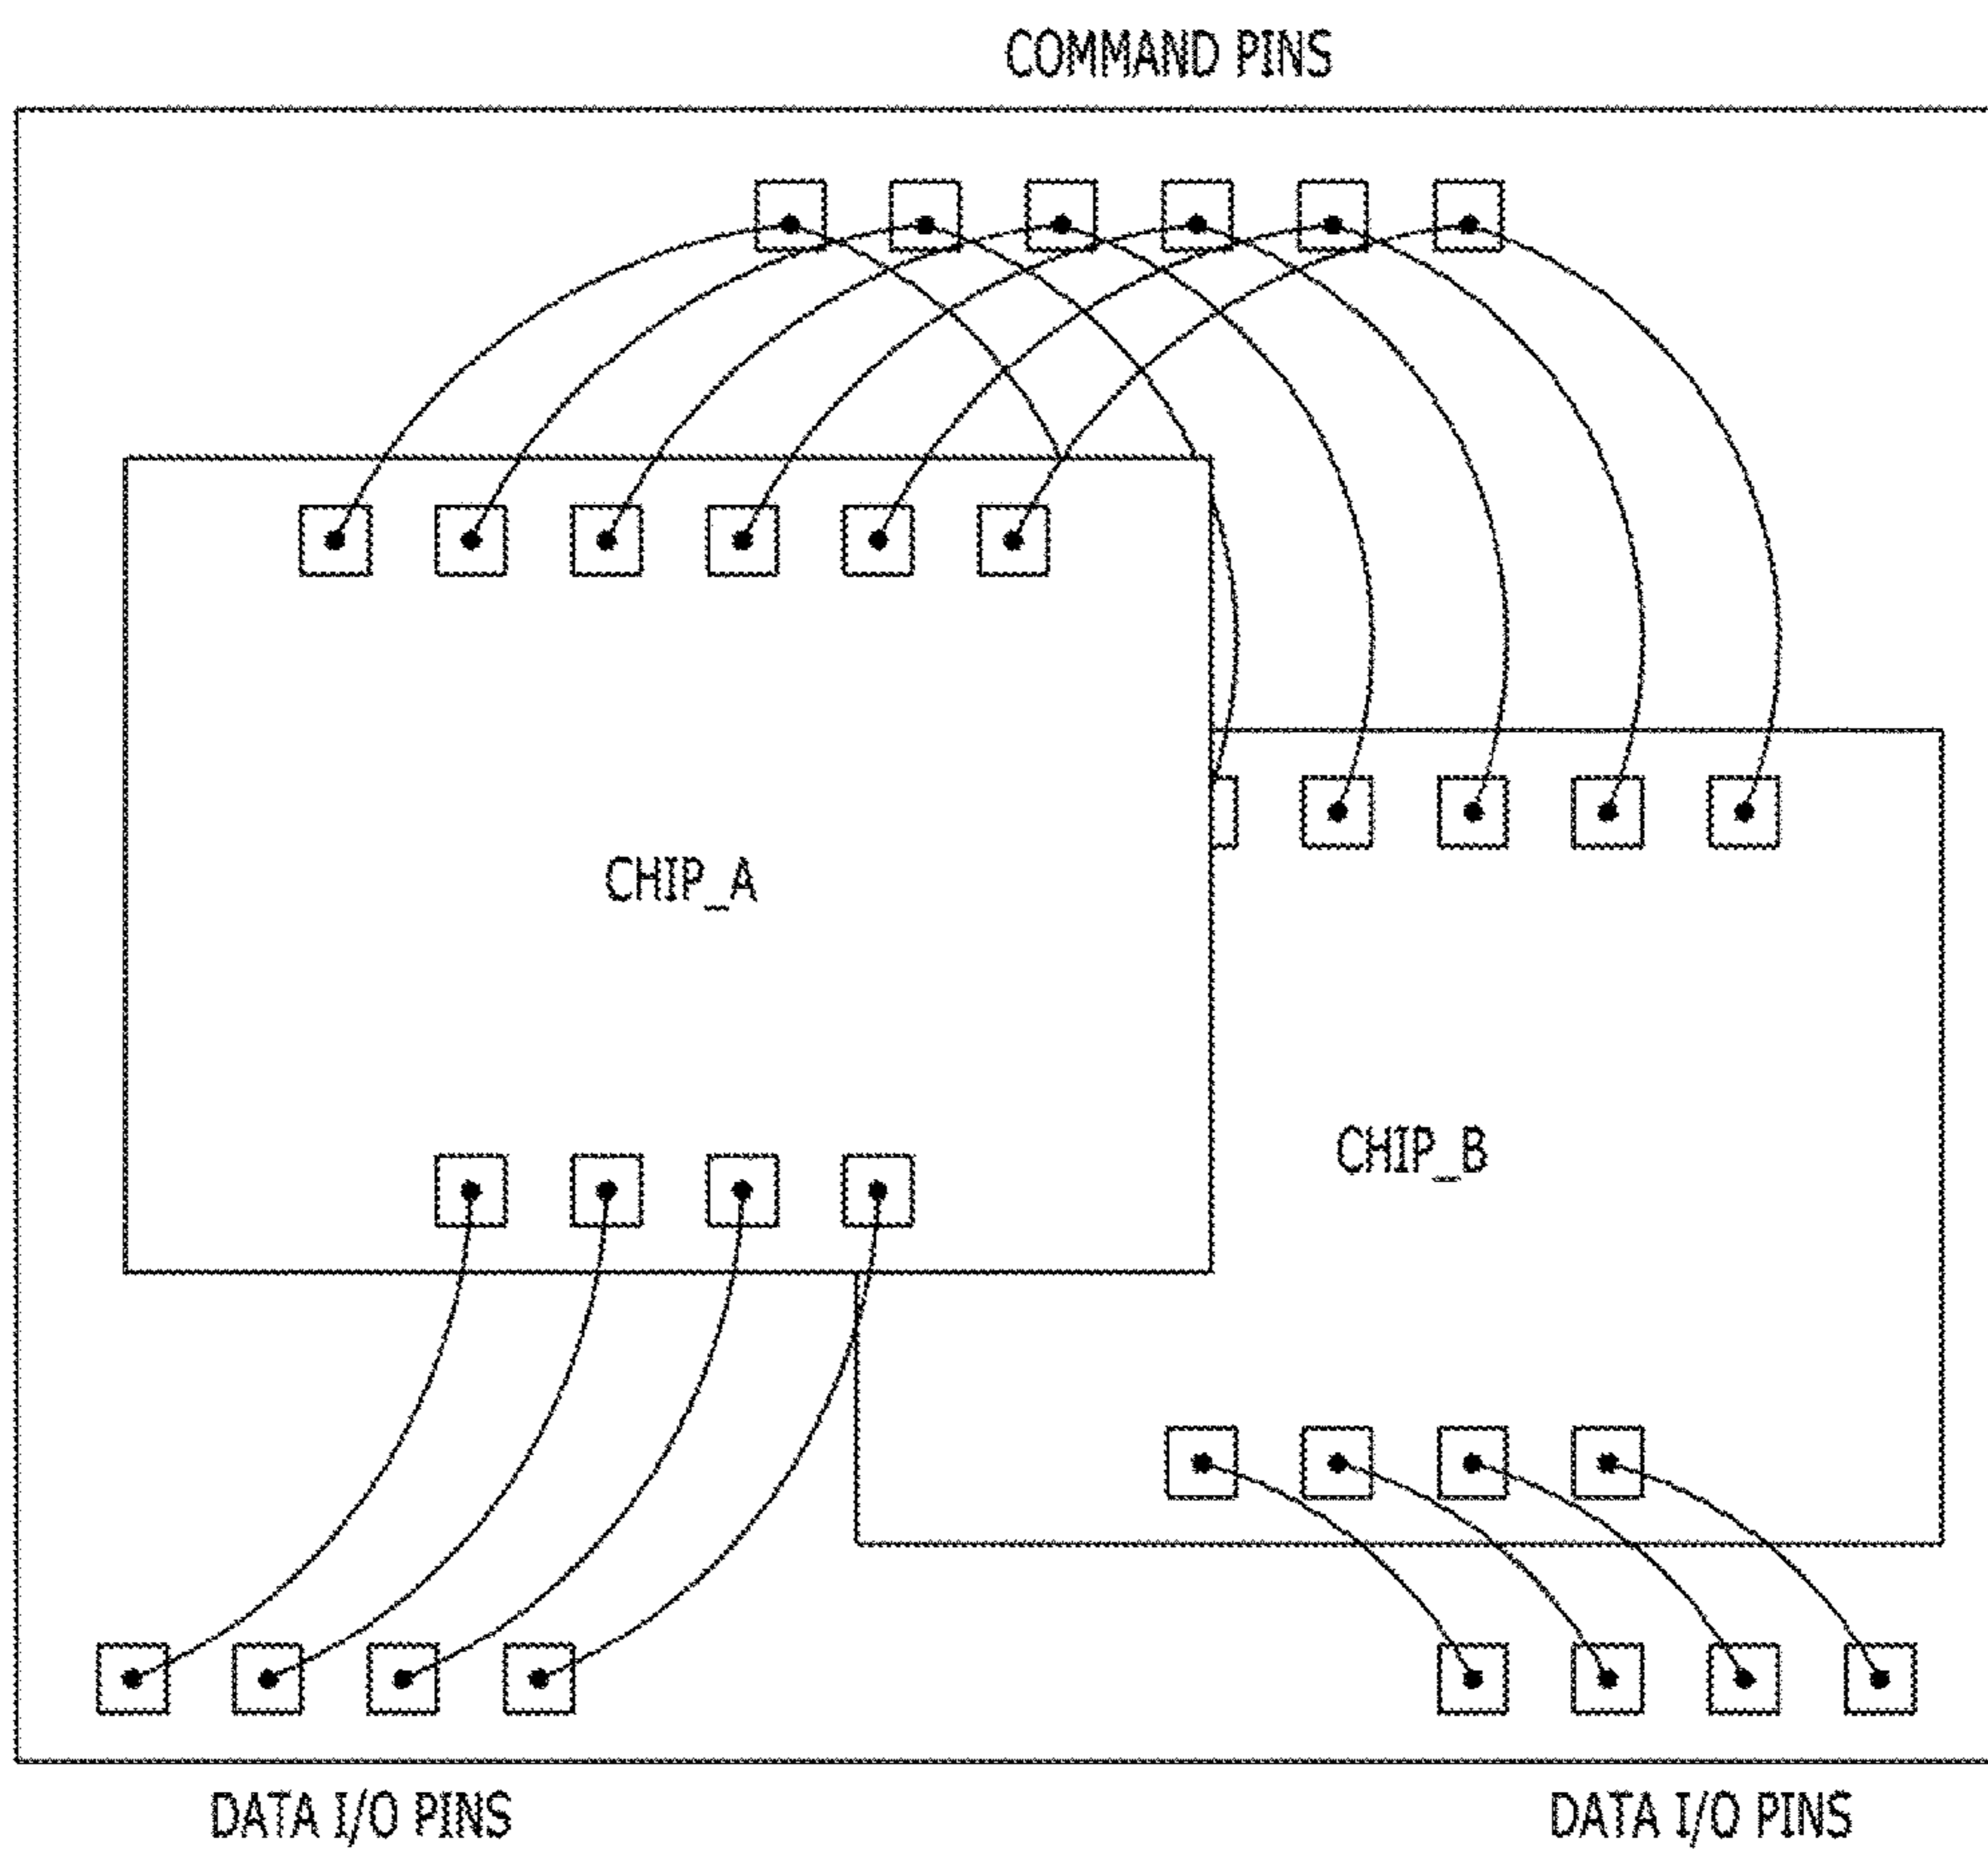 COMMAND PINS
CHIP_A
CHIP_B
DATA I/O PINS
DATA I/O PINS